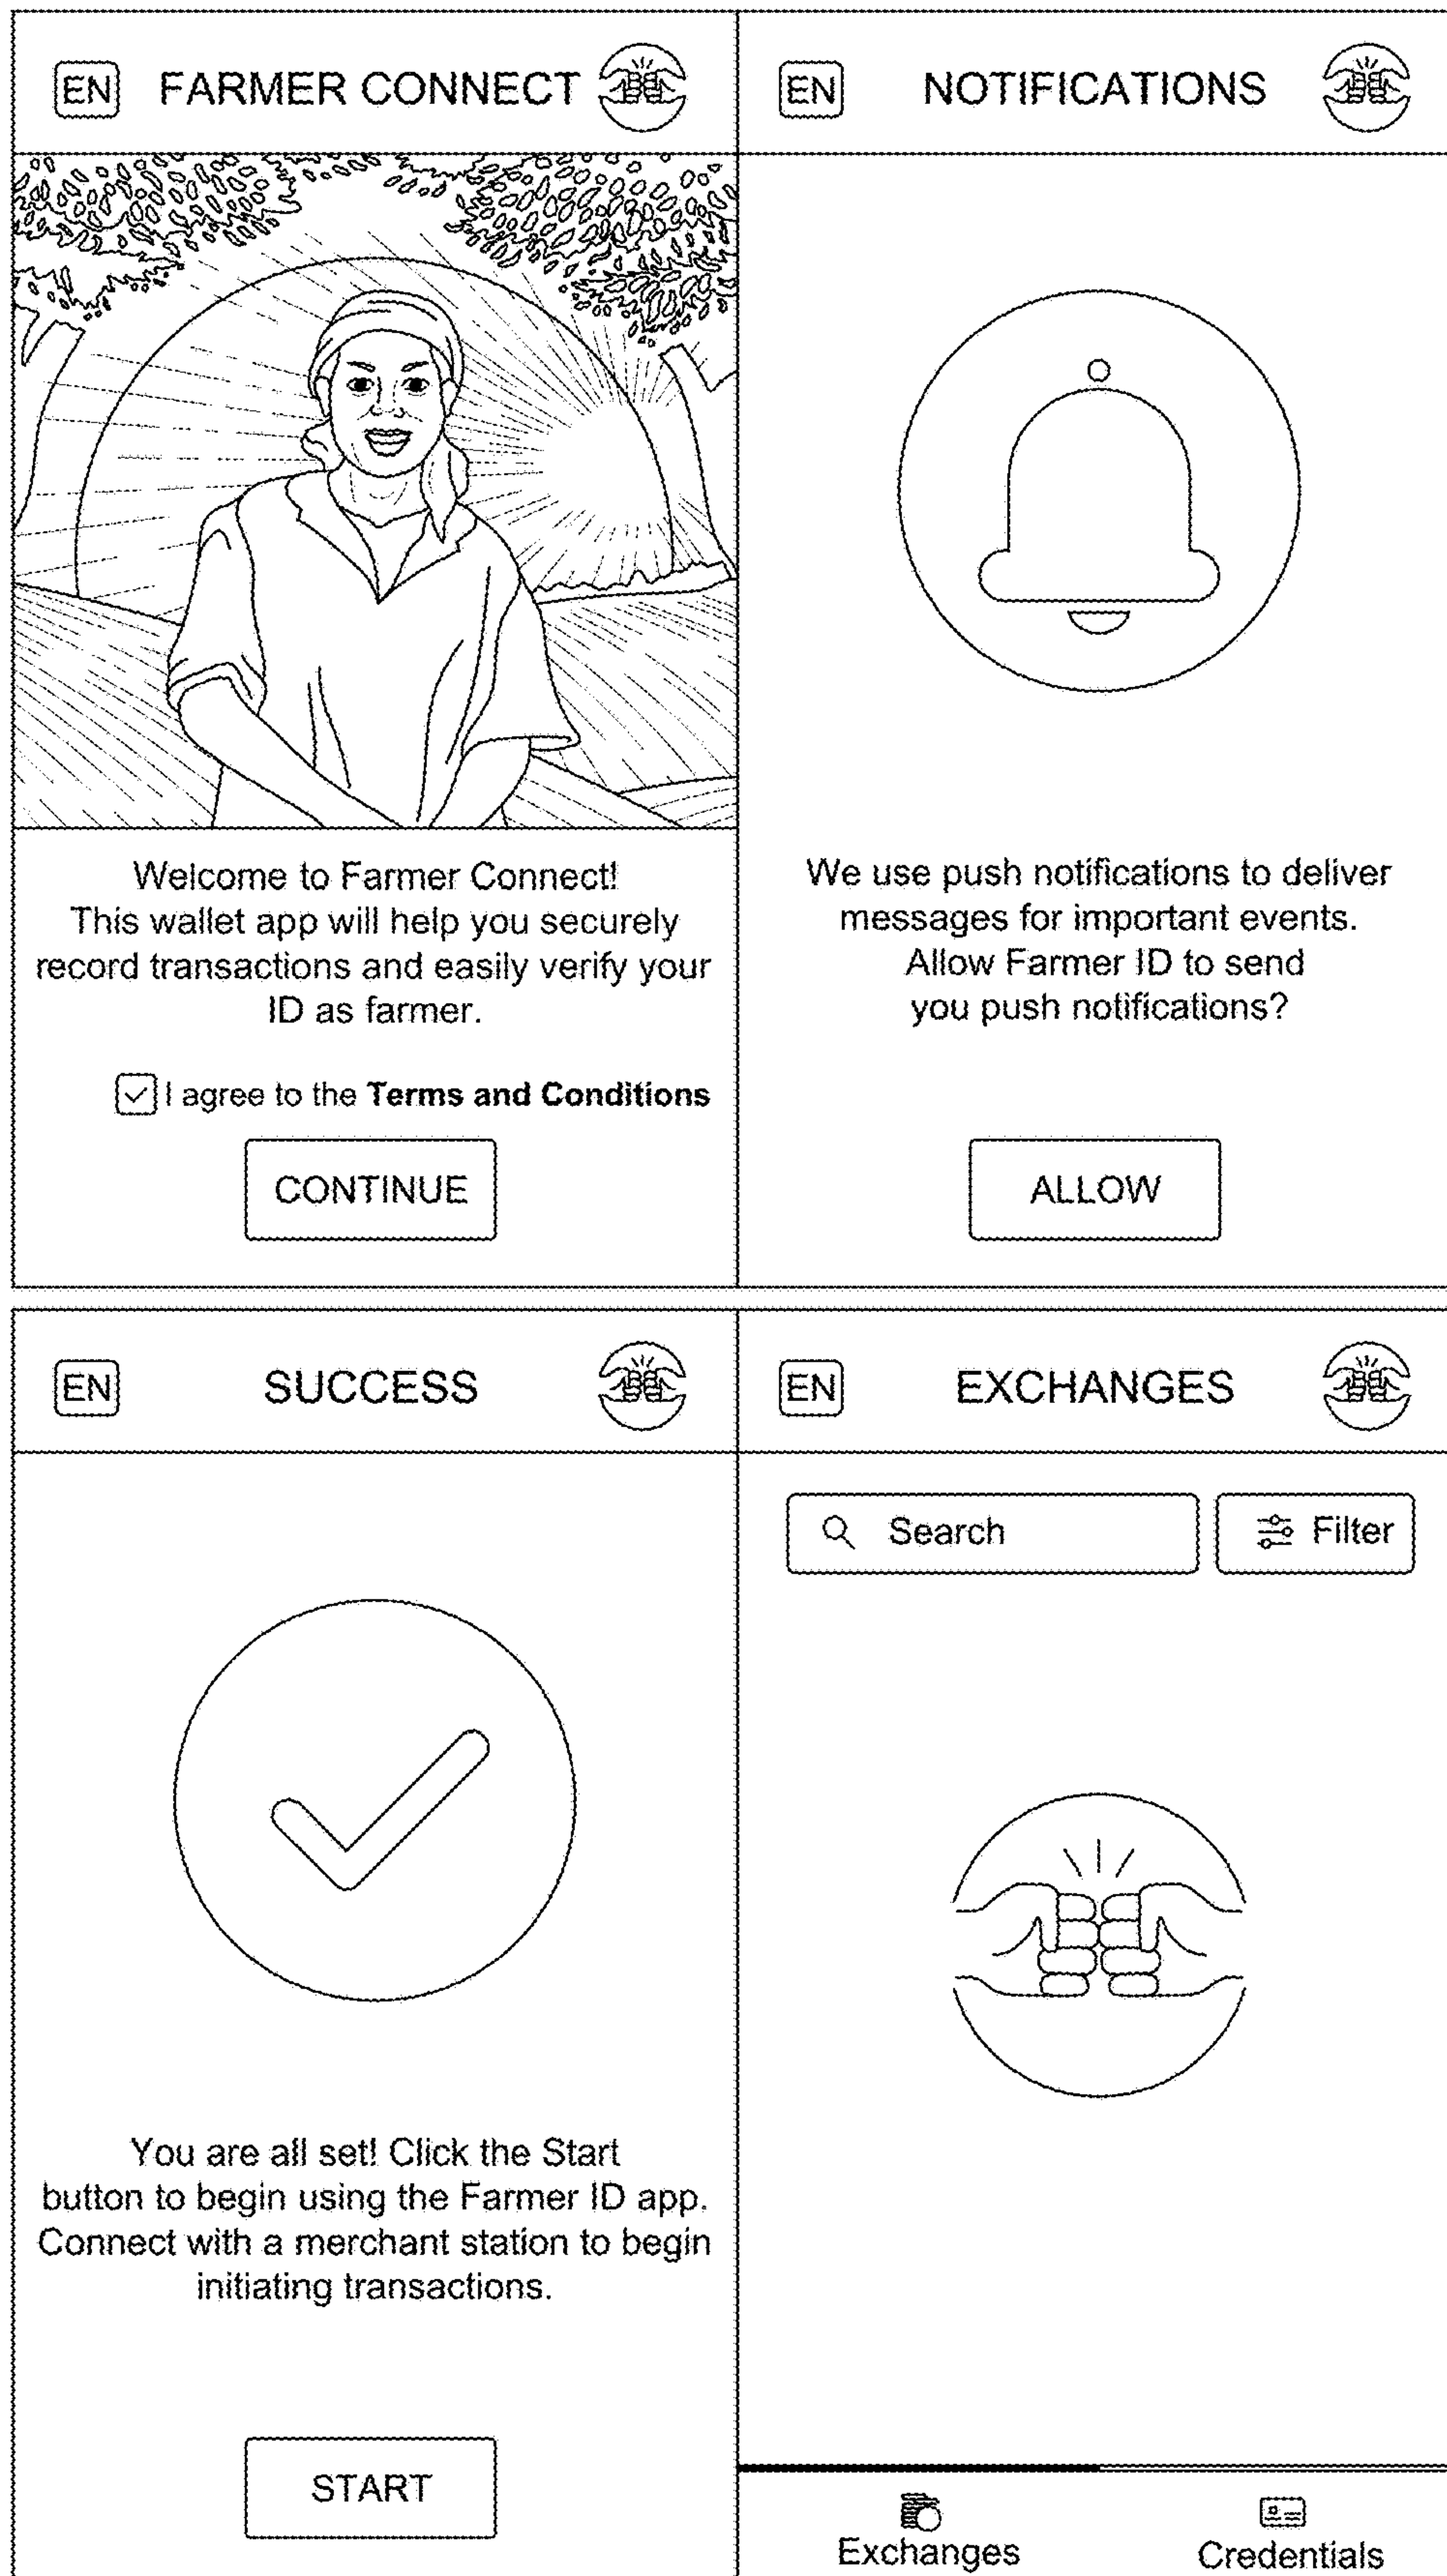 EN
FARMER CONNECT
Welcome to Farmer Connect!
This wallet app will help you securely
record transactions and easily verify your
ID as farmer.
I agree to the Terms and Conditions
CONTINUE
EN
NOTIFICATIONS
We use push notifications to deliver
messages for important events.
Allow Farmer ID to send
you push notifications?
ALLOW
EN
SUCCESS
You are all set! Click the Start
button to begin using the Farmer ID app.
Connect with a merchant station to begin
initiating transactions.
START
EN
EXCHANGES
Search
Filter
Exchanges
Credentials